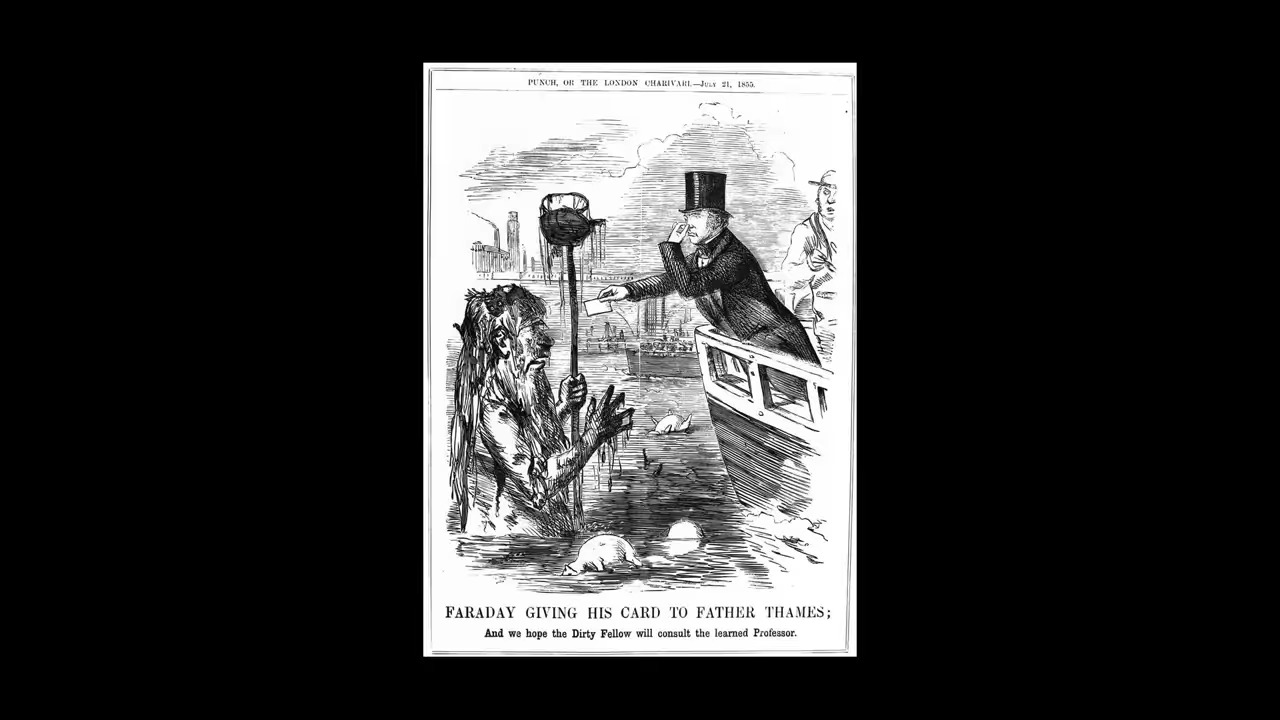 PUNCH, OR THE LONDON CHARIVARI.—July 21, 1855.
FARADAY GIVING HIS CARD TO FATHER THAMES;
And we hope the Dirty Fellow will consult the learned Professor.